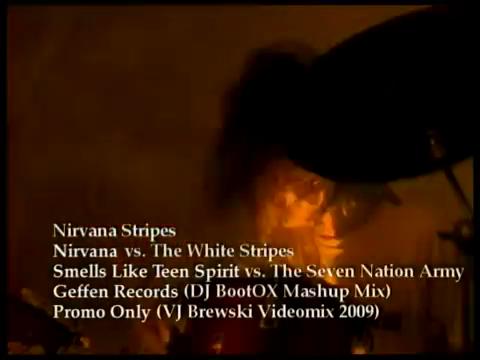 Nirvana Stripes
Nirvana vs. The White Stripes
Smells Like Teen Spirit vs. The Seven Nation Army
Geffen Records (DJ BootOX Mashup Mix)
Promo Only (VJ Brewski Videomix 2009)